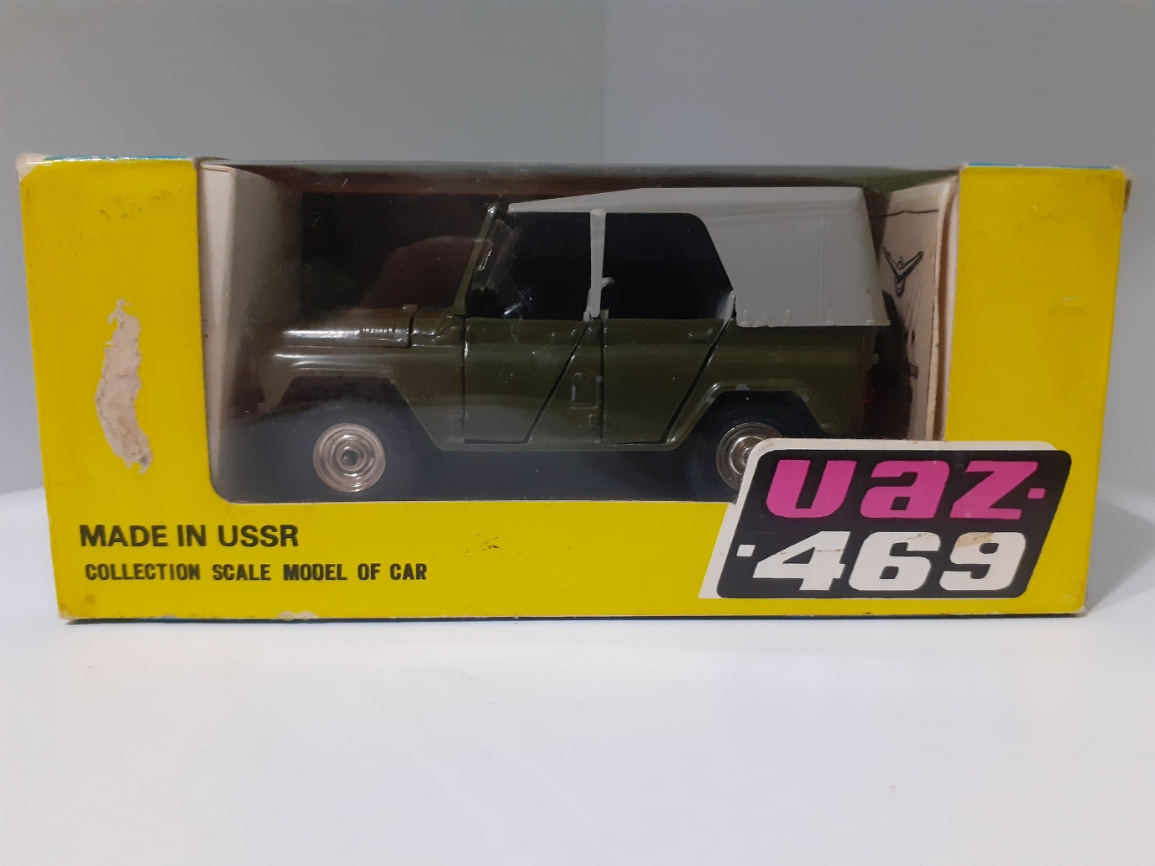 MADE IN USSR
COLLECTION SCALE MODEL OF CAR
uaz-
-469